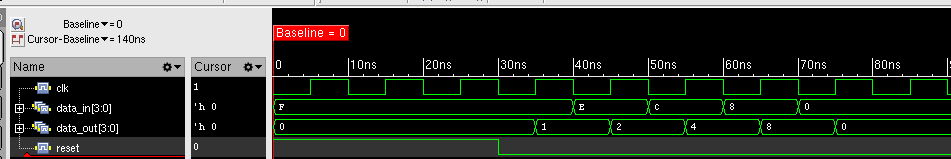 Baseline ▼= 0
Cursor-Baseline ▼= 140ns
Baseline = 0
Name Cursor 0 10ns 20ns 30ns 40ns 50ns 60ns 70ns 80ns
clk 1
data_in[3:0] 'h 0 F E C 8 0
data_out[3:0] 'h 0 0 1 2 4 8 0
reset 0